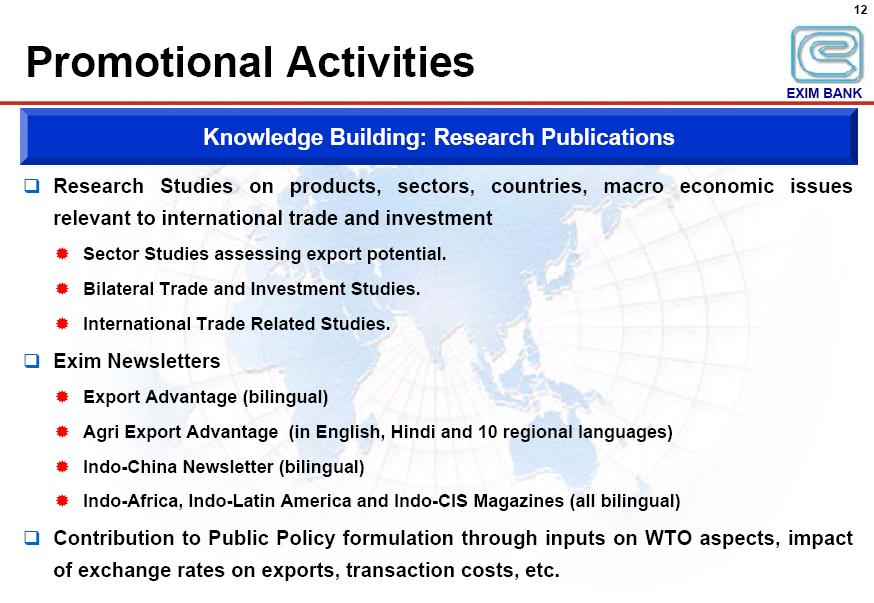 12
Promotional Activities
EXIM BANK
Knowledge Building: Research Publications
Research Studies on products, sectors, countries, macro economic issues
relevant to international trade and investment
Sector Studies assessing export potential.
Bilateral Trade and Investment Studies.
International Trade Related Studies.
Exim Newsletters
Export Advantage (bilingual)
Agri Export Advantage (in English, Hindi and 10 regional languages)
Indo-China Newsletter (bilingual)
Indo-Africa, Indo-Latin America and Indo-CIS Magazines (all bilingual)
Contribution to Public Policy formulation through inputs on WTO aspects, impact
of exchange rates on exports, transaction costs, etc.